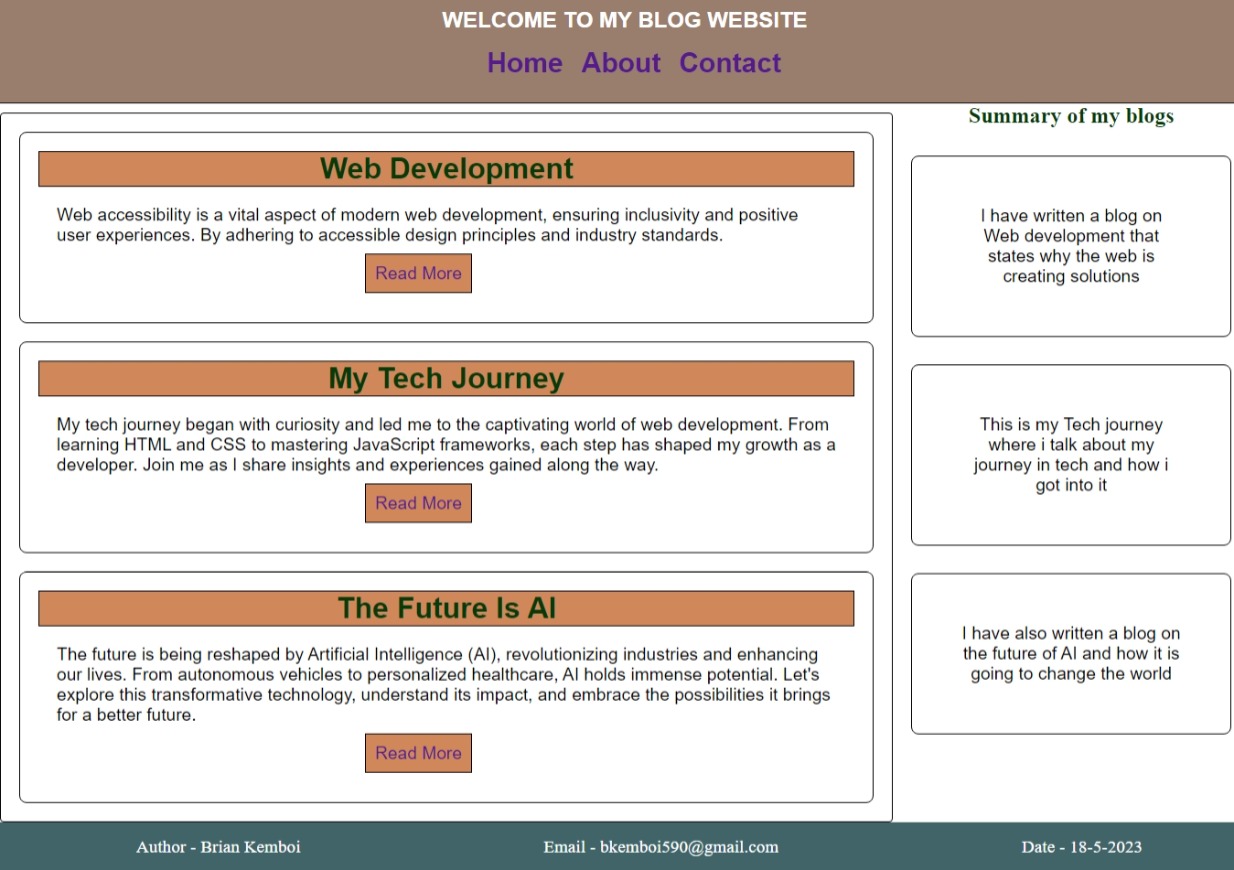 WELCOME TO MY BLOG WEBSITE
Home About Contact
Web Development
Web accessibility is a vital aspect of modern web development, ensuring inclusivity and positive
user experiences. By adhering to accessible design principles and industry standards.
Read More
My Tech Journey
My tech journey began with curiosity and led me to the captivating world of web development. From
learning HTML and CSS to mastering JavaScript frameworks, each step has shaped my growth as a
developer. Join me as I share insights and experiences gained along the way.
Read More
The Future Is AI
The future is being reshaped by Artificial Intelligence (AI), revolutionizing industries and enhancing
our lives. From autonomous vehicles to personalized healthcare, AI holds immense potential. Let's
explore this transformative technology, understand its impact, and embrace the possibilities it brings
for a better future.
Read More
Summary of my blogs
I have written a blog on
Web development that
states why the web is
creating solutions
This is my Tech journey
where i talk about my
journey in tech and how i
got into it
I have also written a blog on
the future of AI and how it is
going to change the world
Author - Brian Kemboi
Email - bkemboi590@gmail.com
Date - 18-5-2023